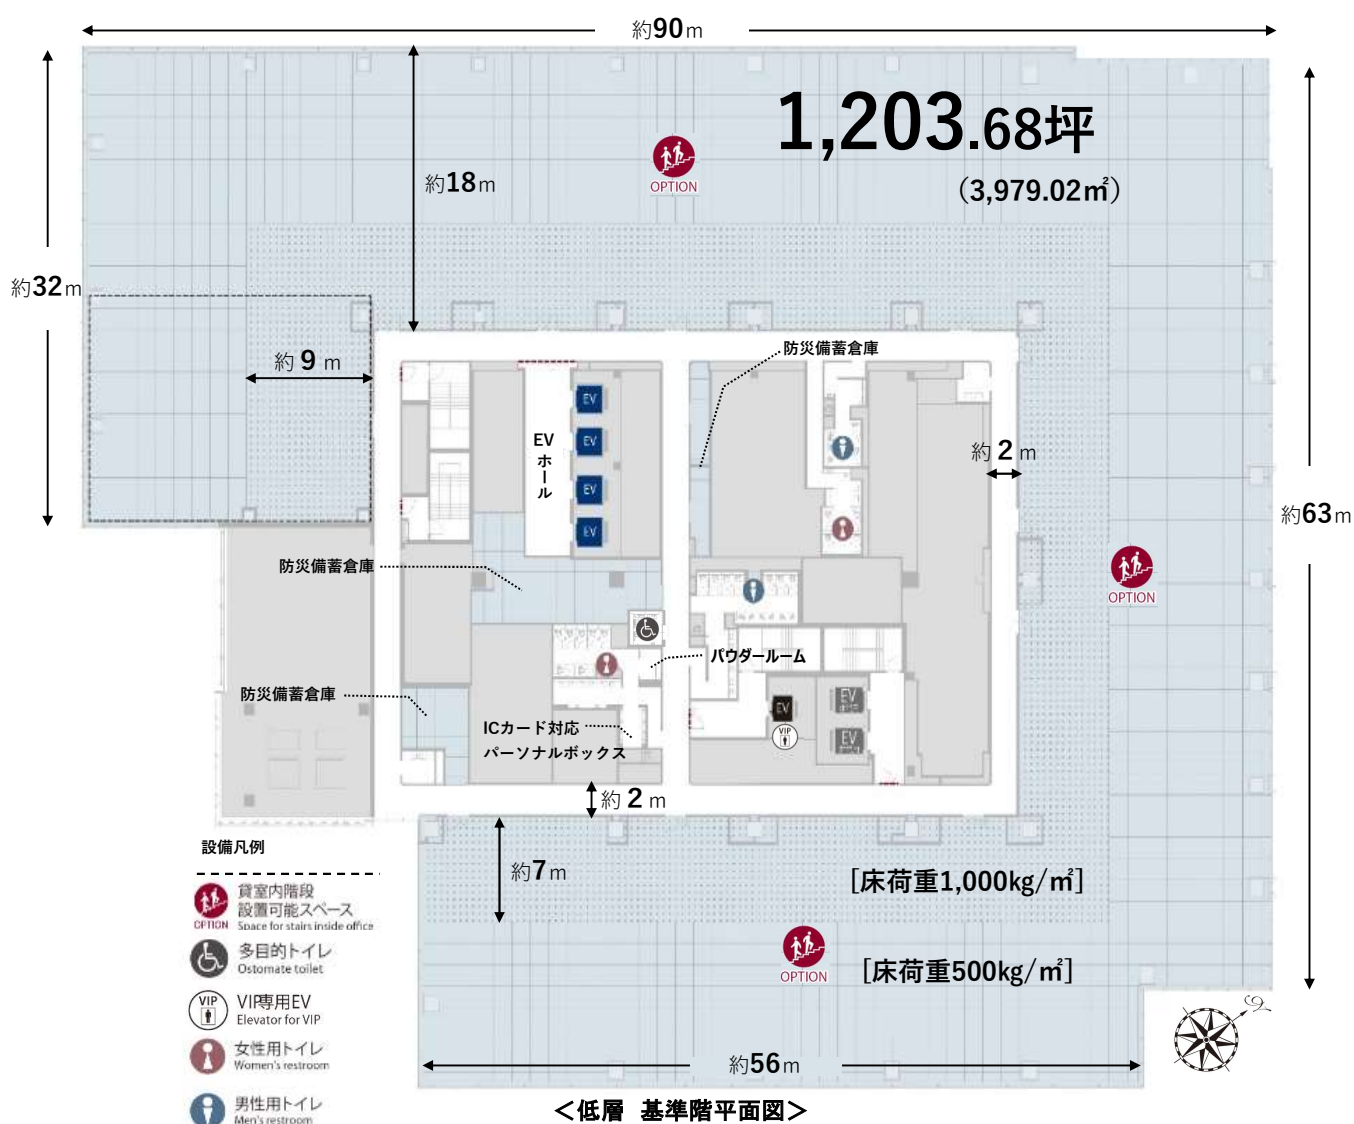 約90m
1,203.68坪
（3,979.02㎡）
OPTION
約18m
約32m
約 9 m
防災備蓄倉庫
EV
EV
EV
EV
EVホール
約 2 m
約63m
防災備蓄倉庫
OPTION
パウダールーム
防災備蓄倉庫
ICカード対応
パーソナルボックス
EV
VIP
EV
EV
約 2 m
設備凡例
約7m
[床荷重1,000kg/㎡]
OPTION
貸室内階段
設置可能スペース
Space for stairs inside office
OPTION
[床荷重500kg/㎡]
多目的トイレ
Ostomate toilet
VIP
VIP専用EV
Elevator for VIP
女性用トイレ
Women's restroom
約56m
男性用トイレ
Men's restroom
＜低層 基準階平面図＞